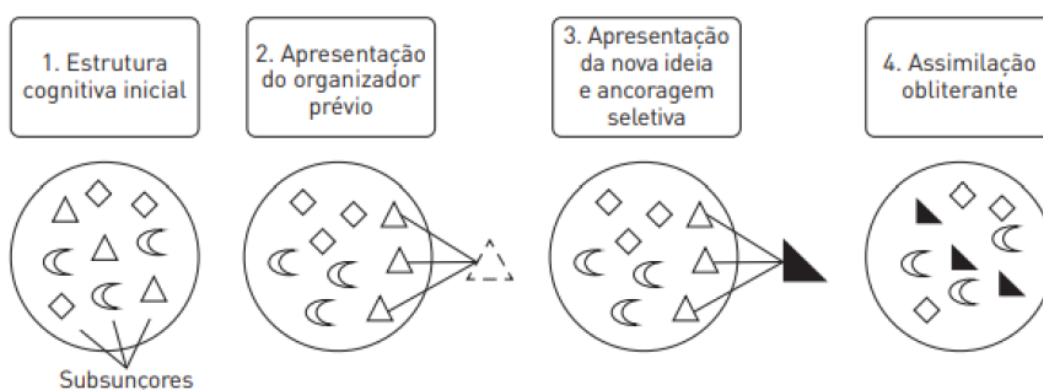 1. Estrutura
cognitiva inicial
2. Apresentação
do organizador
prévio
3. Apresentação
da nova ideia
e ancoragem
seletiva
4. Assimilação
obliterante
Subsunçores